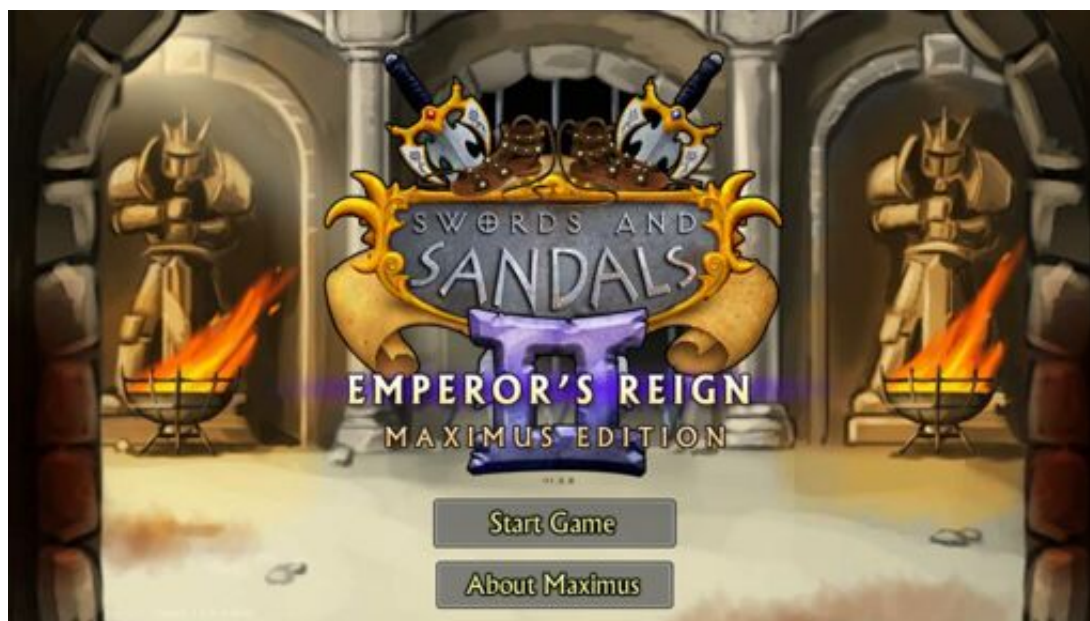 SWORDS AND
SANDALS
II
EMPEROR'S REIGN
MAXIMUS EDITION
Start Game
About Maximus